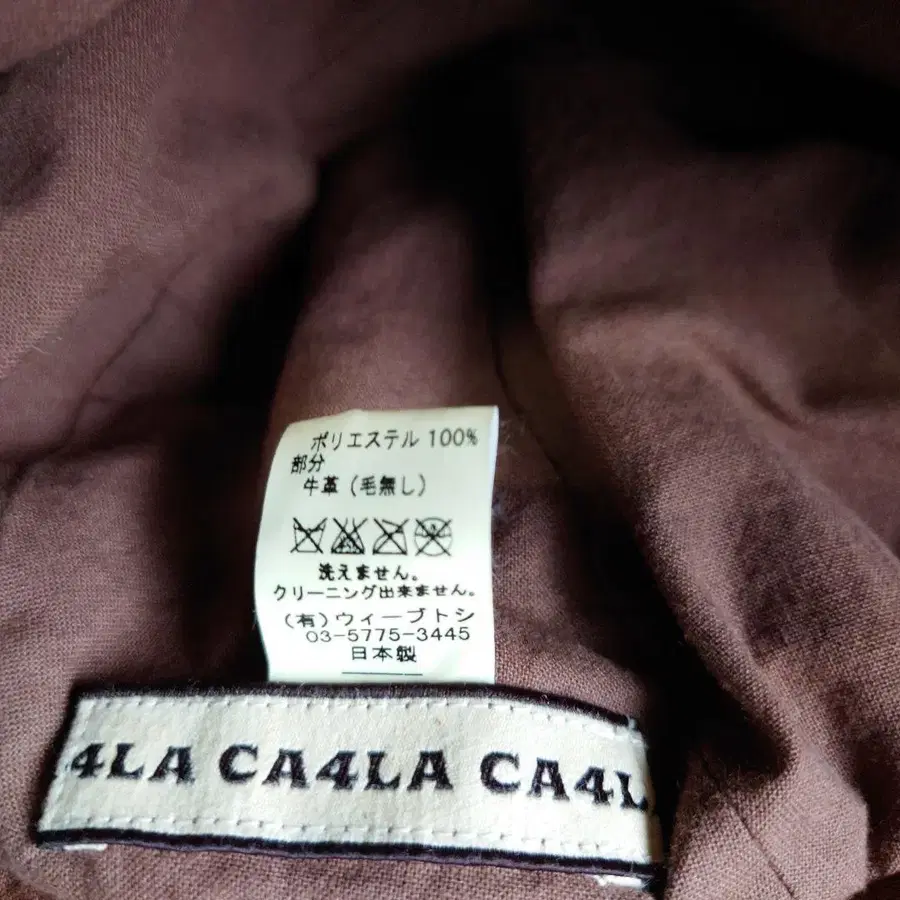 ポリエステル 100%
部分
牛革（毛無し）
洗えません。
クリーニング出来ません。
（有）ウィーブトシ
03-5775-3445
日本製
4LA CA4LA CA4L